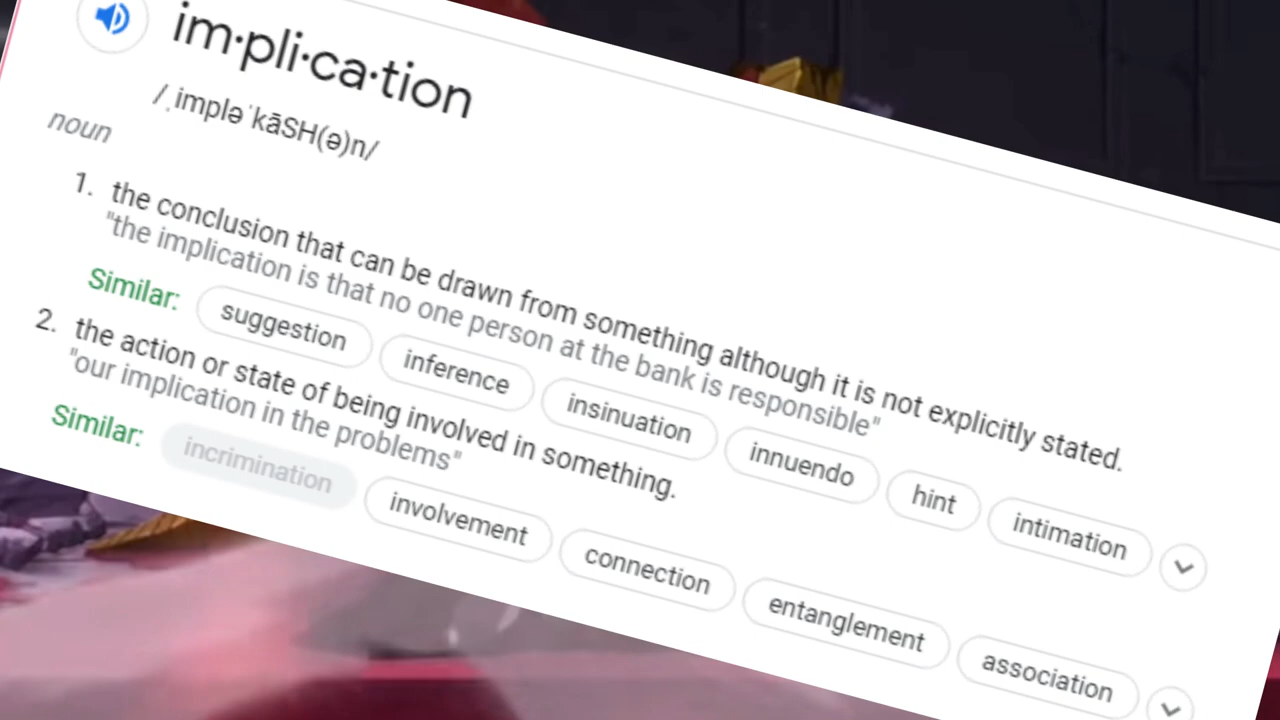 im·pli·ca·tion
/ˌimpləˈkāSH(ə)n/
noun
1. the conclusion that can be drawn from something although it is not explicitly stated.
"the implication is that no one person at the bank is responsible"
Similar: suggestion inference insinuation innuendo hint intimation
2. the action or state of being involved in something.
"our implication in the problems"
Similar: incrimination involvement connection entanglement association